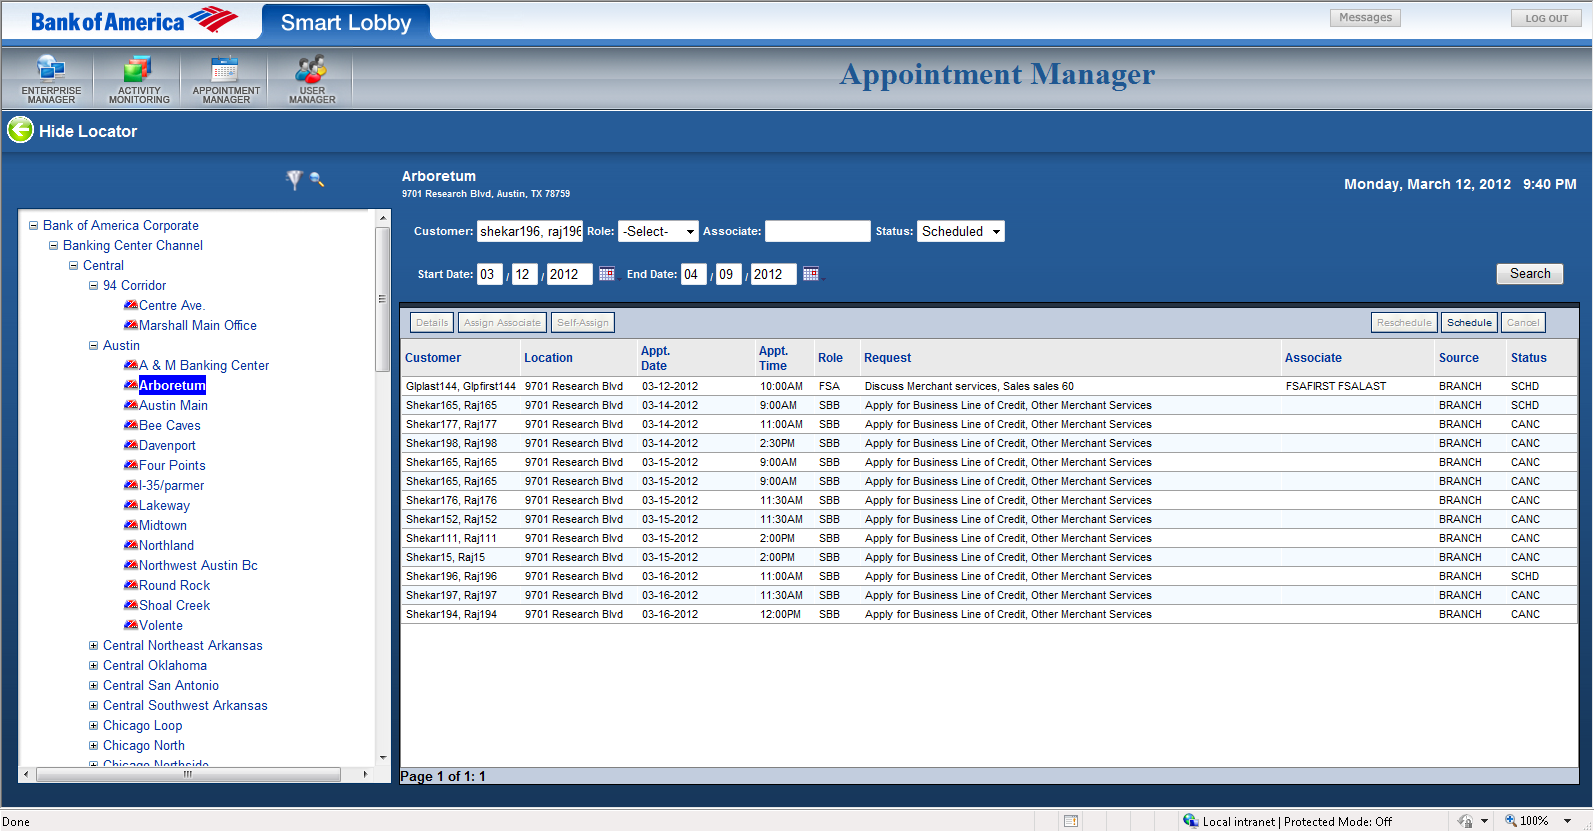 Bank of America
Smart Lobby
Messages
LOG OUT
ENTERPRISE MANAGER
ACTIVITY MONITORING
APPOINTMENT MANAGER
USER MANAGER
Appointment Manager
Hide Locator
Arboretum
9701 Research Blvd, Austin, TX 78759
Monday, March 12, 2012 9:40 PM
Bank of America Corporate
Banking Center Channel
Central
94 Corridor
Centre Ave.
Marshall Main Office
Austin
A & M Banking Center
Arboretum
Austin Main
Bee Caves
Davenport
Four Points
I-35/parmer
Lakeway
Midtown
Northland
Northwest Austin Bc
Round Rock
Shoal Creek
Volente
Central Northeast Arkansas
Central Oklahoma
Central San Antonio
Central Southwest Arkansas
Chicago Loop
Chicago North
Chicago Northside
Customer: shekar196, raj196 Role: -Select- Associate: Status: Scheduled
Start Date: 03 / 12 / 2012 End Date: 04 / 09 / 2012 Search
Details Assign Associate Self-Assign Reschedule Schedule Cancel
Customer Location Appt. Date Appt. Time Role Request Associate Source Status
Glplast144, Glpfirst144 9701 Research Blvd 03-12-2012 10:00AM FSA Discuss Merchant services, Sales sales 60 FSAFIRST FSALAST BRANCH SCHD
Shekar165, Raj165 9701 Research Blvd 03-14-2012 9:00AM SBB Apply for Business Line of Credit, Other Merchant Services BRANCH SCHD
Shekar177, Raj177 9701 Research Blvd 03-14-2012 11:00AM SBB Apply for Business Line of Credit, Other Merchant Services BRANCH CANC
Shekar198, Raj198 9701 Research Blvd 03-14-2012 2:30PM SBB Apply for Business Line of Credit, Other Merchant Services BRANCH CANC
Shekar165, Raj165 9701 Research Blvd 03-15-2012 9:00AM SBB Apply for Business Line of Credit, Other Merchant Services BRANCH CANC
Shekar165, Raj165 9701 Research Blvd 03-15-2012 9:00AM SBB Apply for Business Line of Credit, Other Merchant Services BRANCH CANC
Shekar176, Raj176 9701 Research Blvd 03-15-2012 11:30AM SBB Apply for Business Line of Credit, Other Merchant Services BRANCH CANC
Shekar152, Raj152 9701 Research Blvd 03-15-2012 11:30AM SBB Apply for Business Line of Credit, Other Merchant Services BRANCH CANC
Shekar111, Raj111 9701 Research Blvd 03-15-2012 2:00PM SBB Apply for Business Line of Credit, Other Merchant Services BRANCH CANC
Shekar15, Raj15 9701 Research Blvd 03-15-2012 2:00PM SBB Apply for Business Line of Credit, Other Merchant Services BRANCH CANC
Shekar196, Raj196 9701 Research Blvd 03-16-2012 11:00AM SBB Apply for Business Line of Credit, Other Merchant Services BRANCH SCHD
Shekar197, Raj197 9701 Research Blvd 03-16-2012 11:30AM SBB Apply for Business Line of Credit, Other Merchant Services BRANCH CANC
Shekar194, Raj194 9701 Research Blvd 03-16-2012 12:00PM SBB Apply for Business Line of Credit, Other Merchant Services BRANCH CANC
Page 1 of 1: 1
Done
Local intranet | Protected Mode: Off
100%